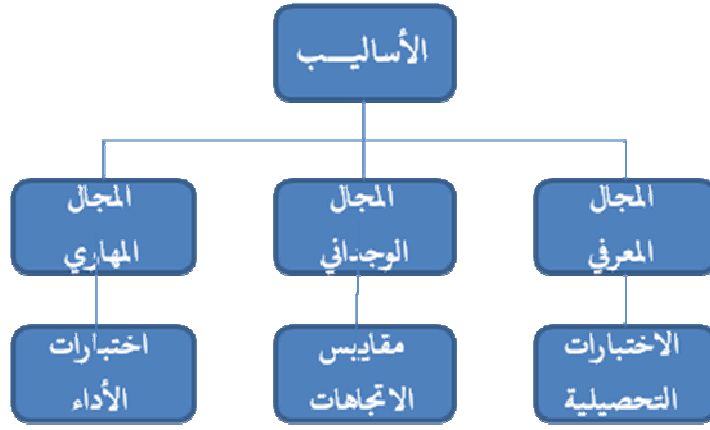 الأساليـــب
المجال
المعرفي
المجال
الوجداني
المجال
المهاري
الاختبارات
التحصيلية
مقاييس
الاتجاهات
اختبارات
الأداء